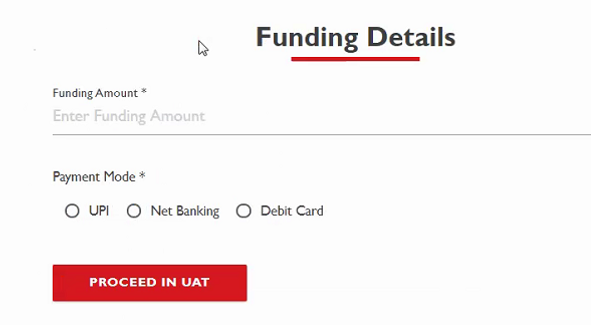 Funding Details
Funding Amount *
Enter Funding Amount
Payment Mode *
UPI Net Banking Debit Card
PROCEED IN UAT